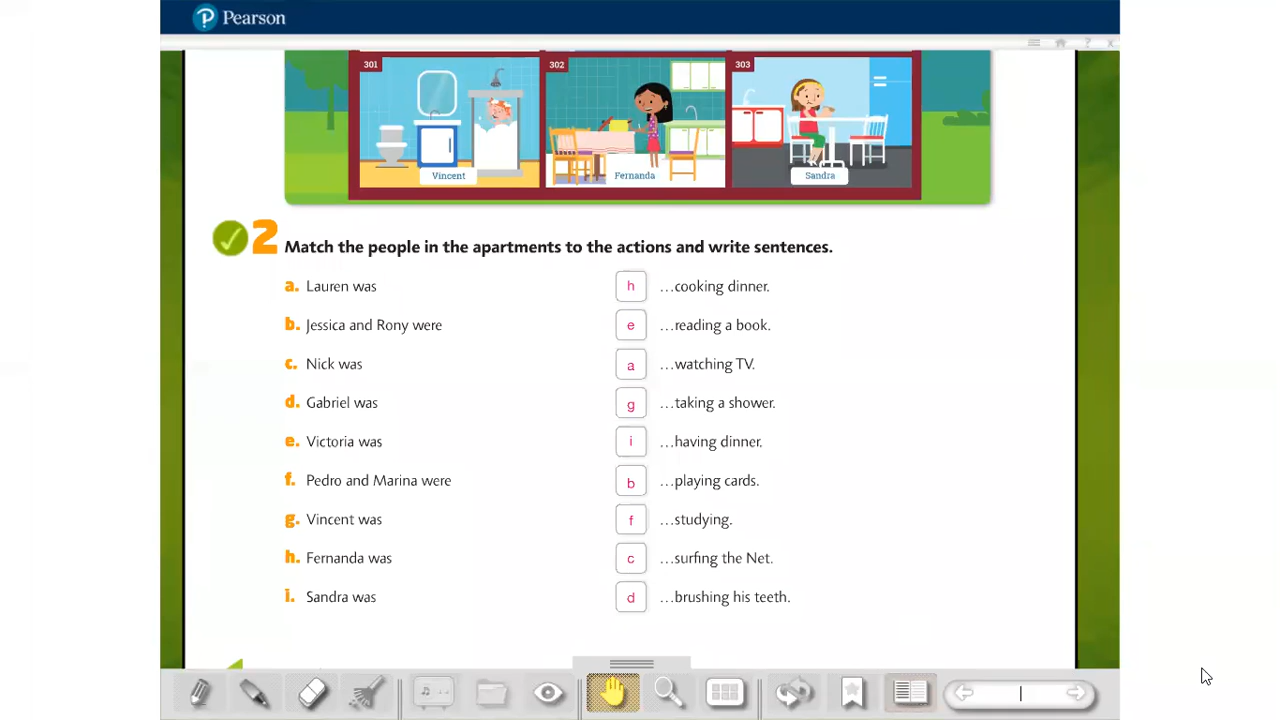 Pearson
301
302
303
Vincent
Fernanda
Sandra
2 Match the people in the apartments to the actions and write sentences.
a. Lauren was h ...cooking dinner.
b. Jessica and Rony were e ...reading a book.
c. Nick was a ...watching TV.
d. Gabriel was g ...taking a shower.
e. Victoria was i ...having dinner.
f. Pedro and Marina were b ...playing cards.
g. Vincent was f ...studying.
h. Fernanda was c ...surfing the Net.
i. Sandra was d ...brushing his teeth.